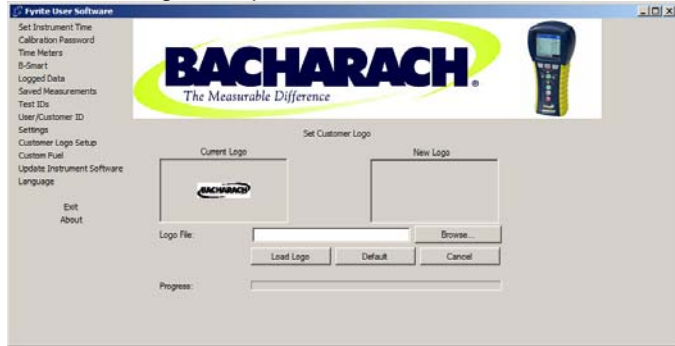 Fyrite User Software
Set Instrument Time
Calibration Password
Time Meters
B-Smart
Logged Data
Saved Measurements
Test IDs
User/Customer ID
Settings
Customer Logo Setup
Custom Fuel
Update Instrument Software
Language
Exit
About
BACHARACH.
The Measurable Difference
Set Customer Logo
Current Logo
New Logo
BACHARACH
Logo File:
Browse...
Load Logo
Default
Cancel
Progress: